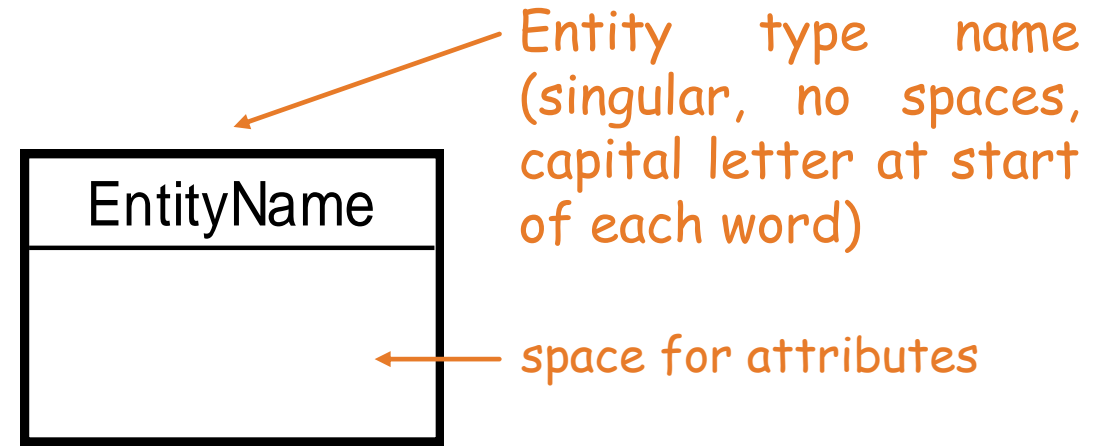 Entity type name
(singular, no spaces,
capital letter at start
of each word)
EntityName
space for attributes